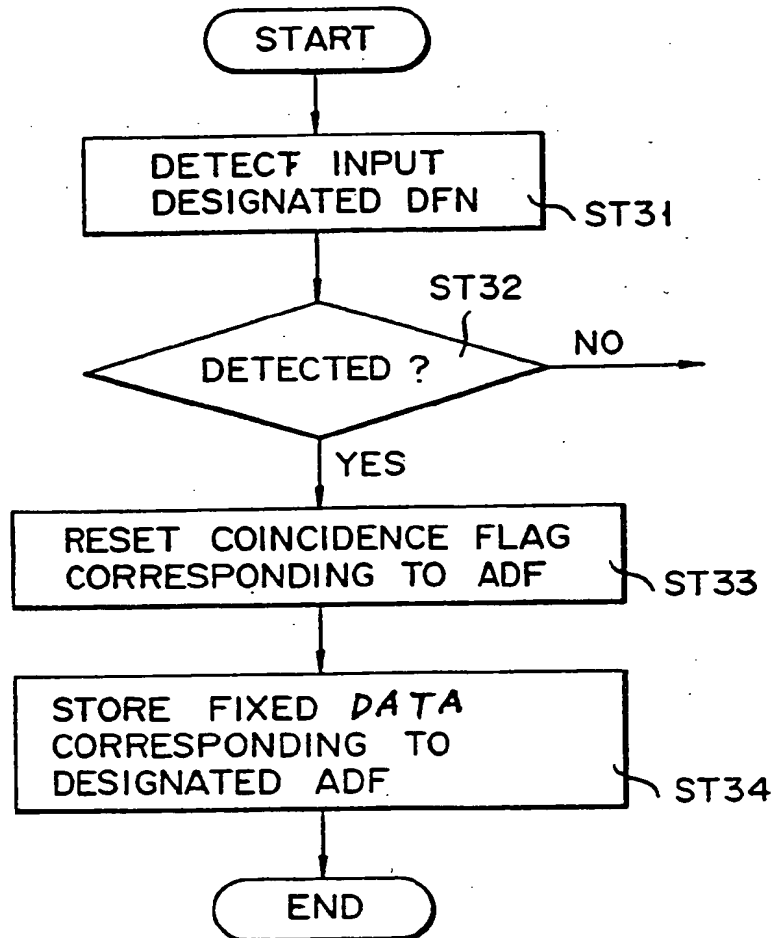 START
DETECT INPUT
DESIGNATED DFN
ST31
ST32
DETECTED ?
NO
YES
RESET COINCIDENCE FLAG
CORRESPONDING TO ADF
ST33
STORE FIXED DATA
CORRESPONDING TO
DESIGNATED ADF
ST34
END